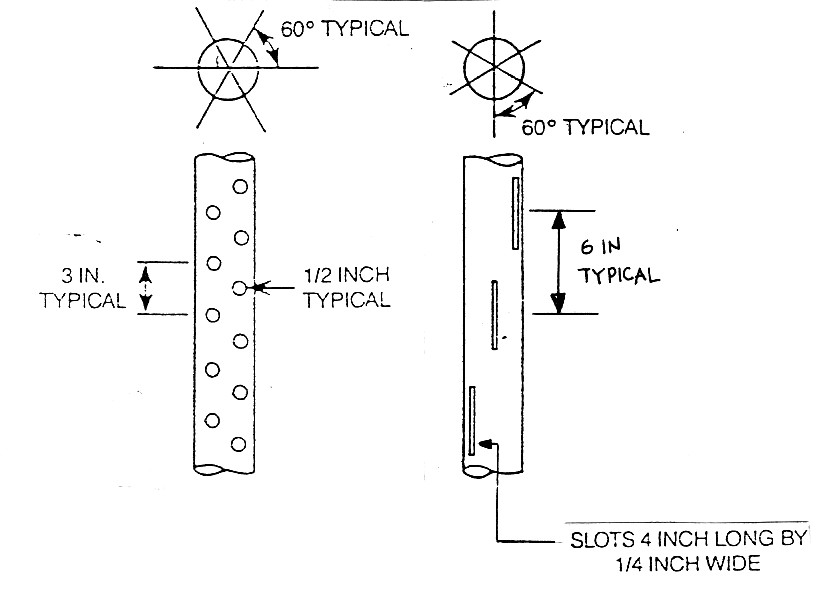 60° TYPICAL
60° TYPICAL
3 IN.
TYPICAL
1/2 INCH
TYPICAL
6 IN
TYPICAL
SLOTS 4 INCH LONG BY
1/4 INCH WIDE